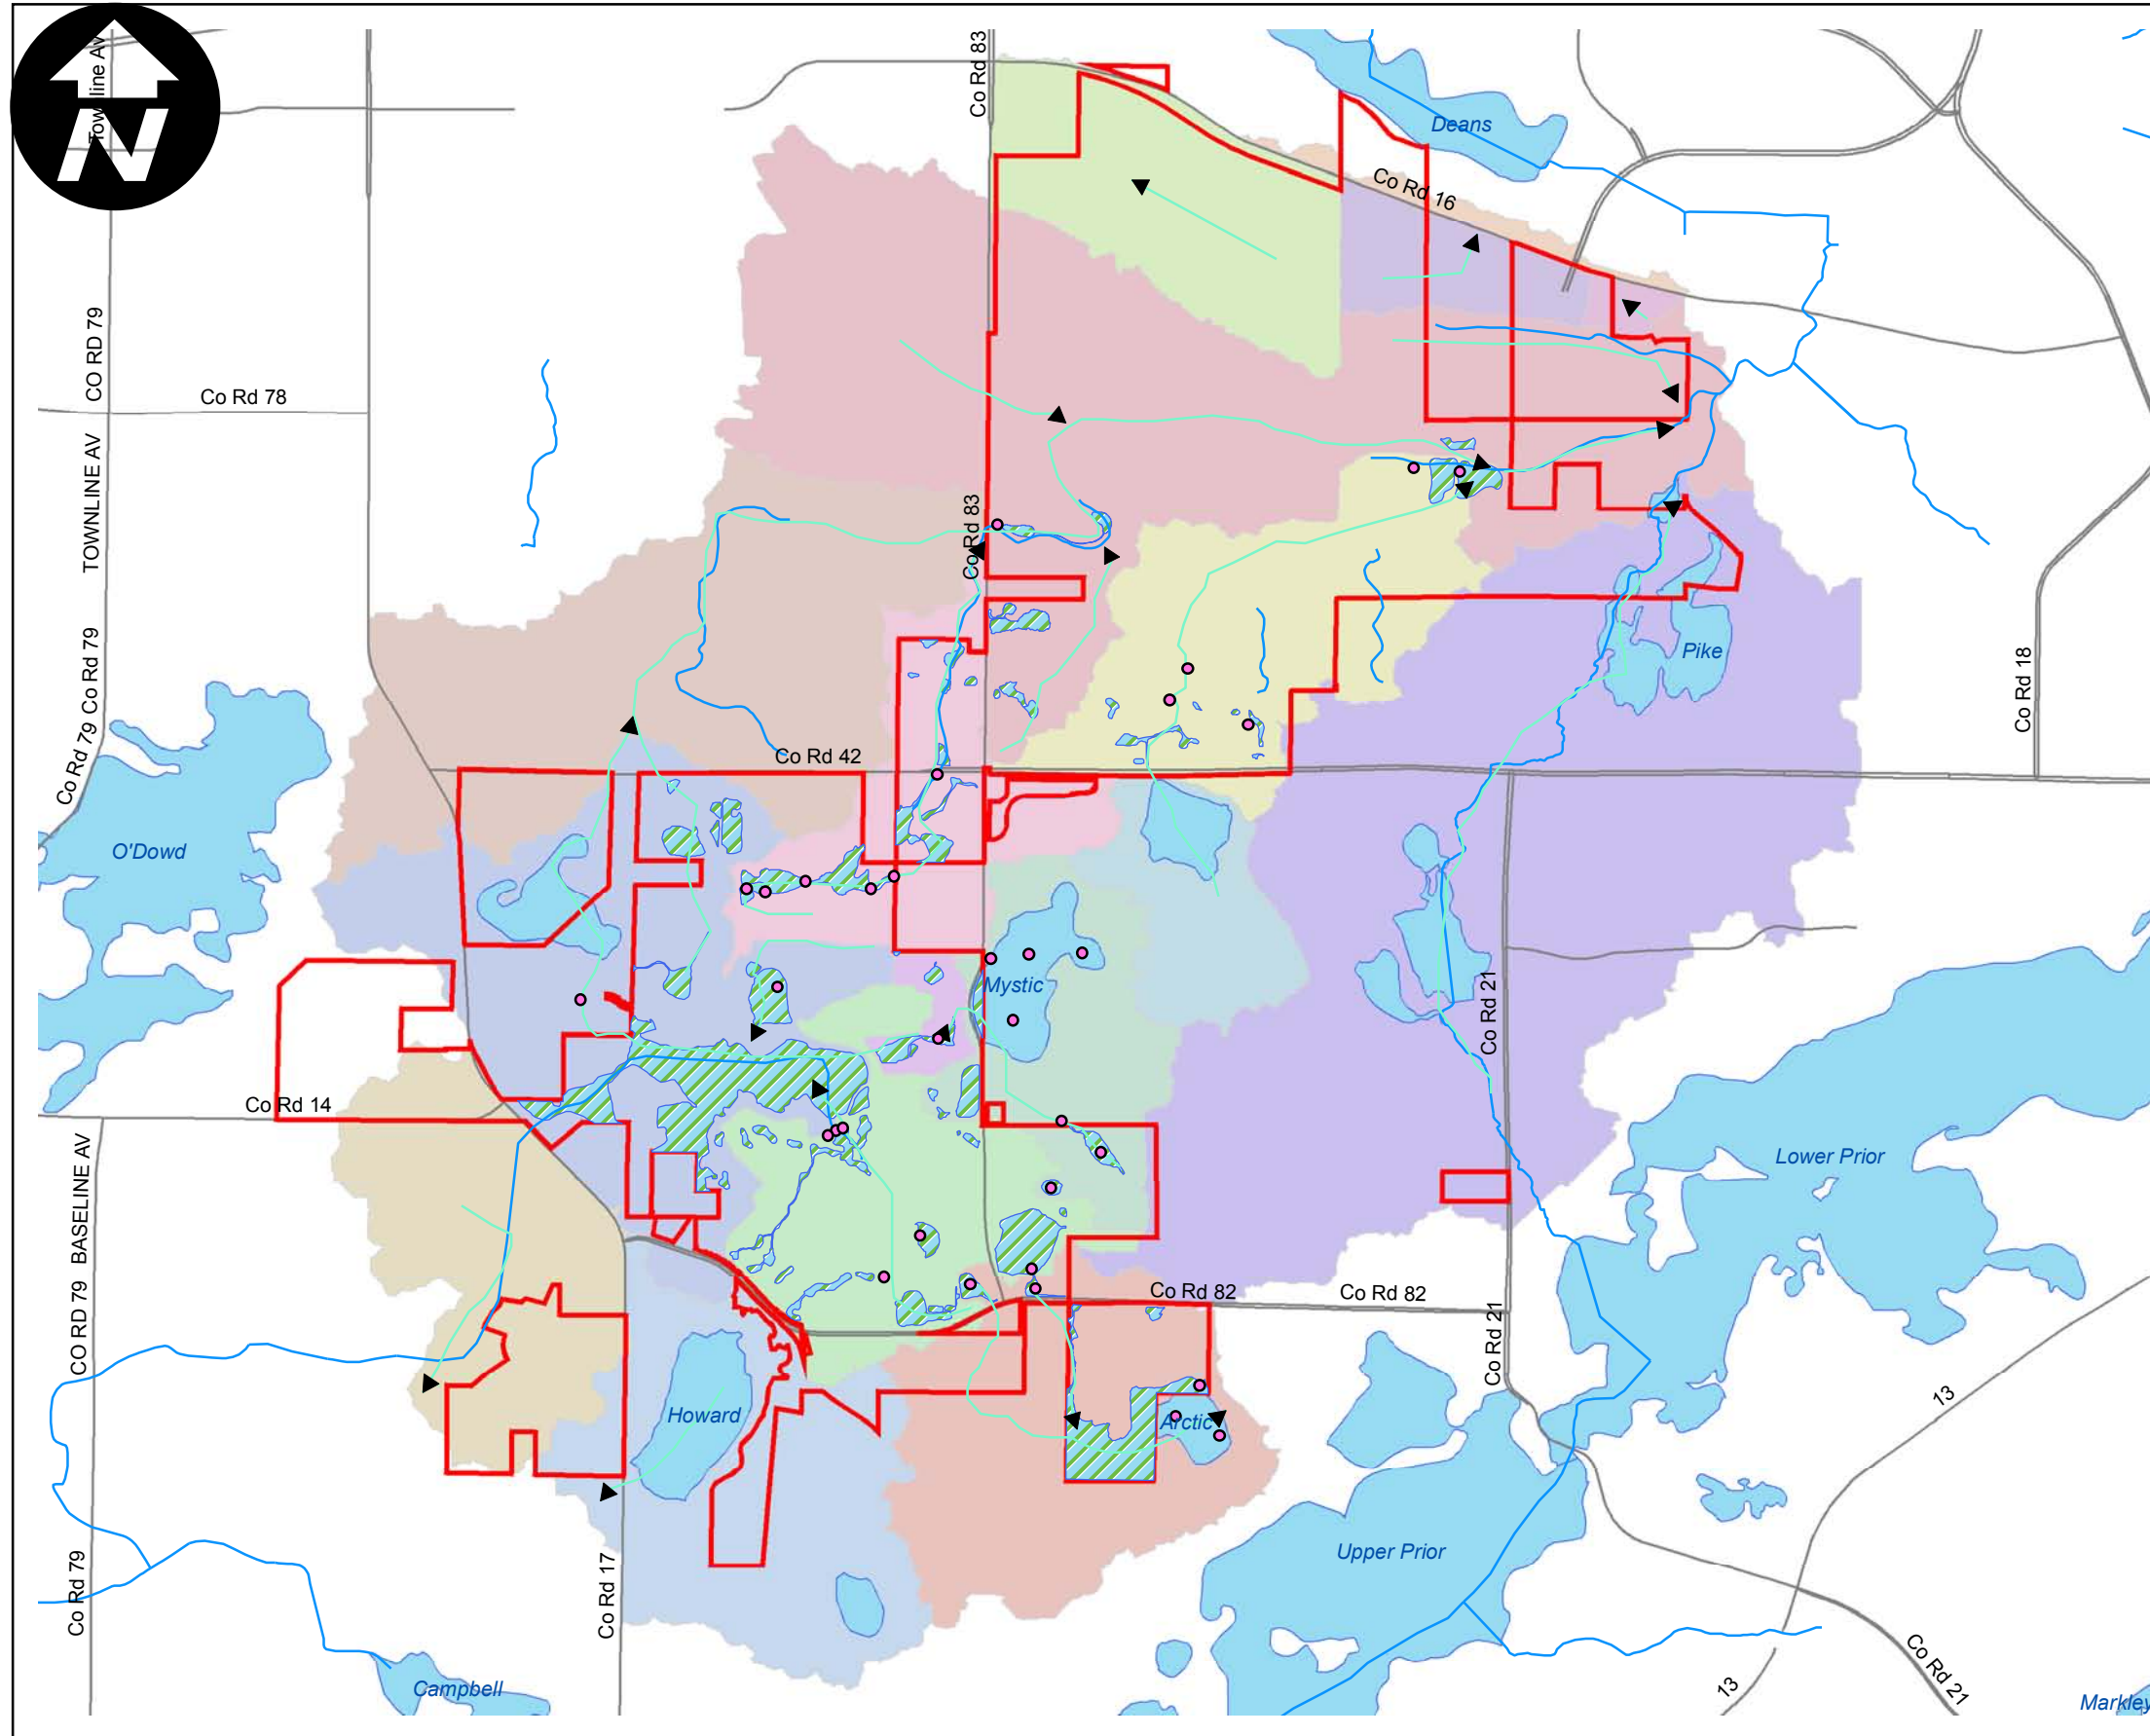 Townline Av
N
Co Rd 83
Deans
Co Rd 16
CO RD 79
Co Rd 78
TOWNLINE AV
Co Rd 83
Co Rd 79
Pike
Co Rd 18
Co Rd 79
Co Rd 42
O'Dowd
Mystic
Co Rd 21
Co Rd 14
BASELINE AV
Lower Prior
CO RD 79
Co Rd 82
Co Rd 82
Co Rd 21
13
Howard
Arctic
Upper Prior
Co Rd 79
Co Rd 17
Campbell
13
Co Rd 21
Markley